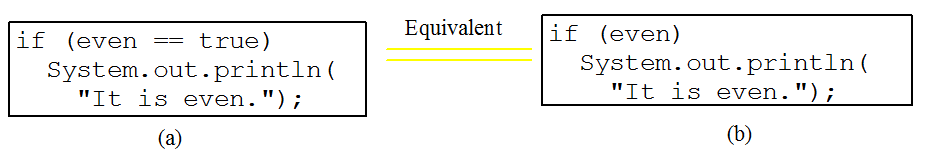 if (even == true)
System.out.println(
"It is even.");
(a)
Equivalent
if (even)
System.out.println(
"It is even.");
(b)